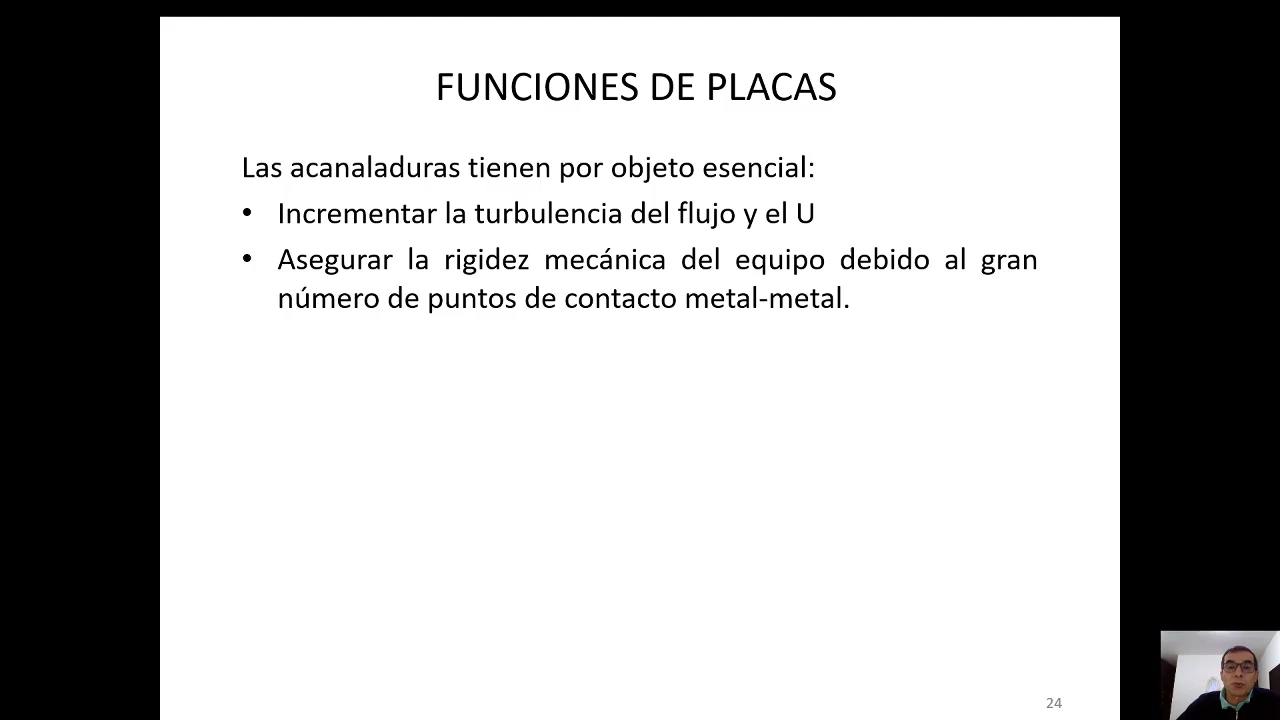 FUNCIONES DE PLACAS
Las acanaladuras tienen por objeto esencial:
• Incrementar la turbulencia del flujo y el U
• Asegurar la rigidez mecánica del equipo debido al gran
número de puntos de contacto metal-metal.
24